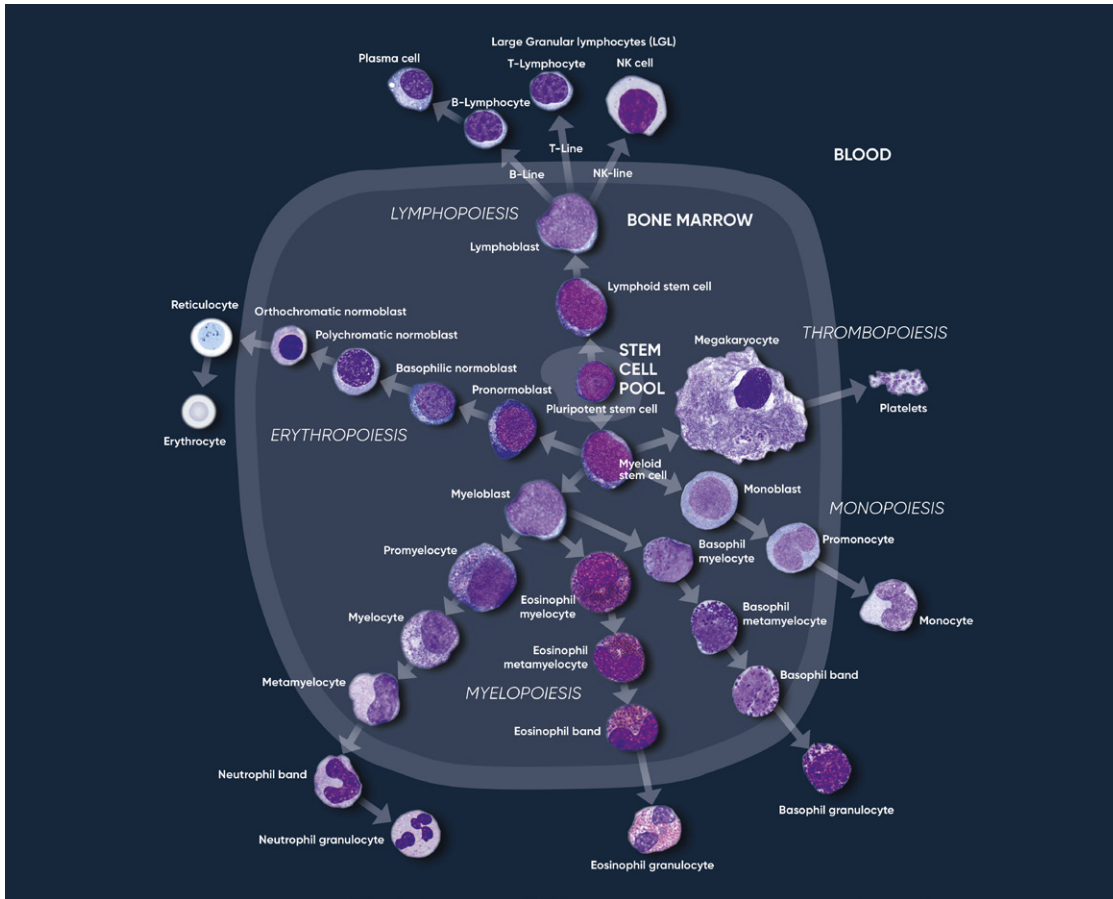 Large Granular lymphocytes (LGL)
Plasma cell
T-Lymphocyte
NK cell
B-Lymphocyte
T-Line
B-Line
NK-line
BLOOD
LYMPHOPOIESIS
BONE MARROW
Lymphoblast
Lymphoid stem cell
Reticulocyte
Orthochromatic normoblast
Polychromatic normoblast
THROMBOPOIESIS
Megakaryocyte
STEM
CELL
POOL
Basophilic normoblast
Pronormoblast
Pluripotent stem cell
Platelets
Erythrocyte
ERYTHROPOIESIS
Myeloid
stem cell
Myeloblast
Monoblast
MONOPOIESIS
Promyelocyte
Basophil
myelocyte
Promonocyte
Eosinophil
myelocyte
Myelocyte
Basophil
metamyelocyte
Monocyte
Eosinophil
metamyelocyte
Metamyelocyte
Basophil band
MYELOPOIESIS
Eosinophil band
Neutrophil band
Basophil granulocyte
Neutrophil granulocyte
Eosinophil granulocyte